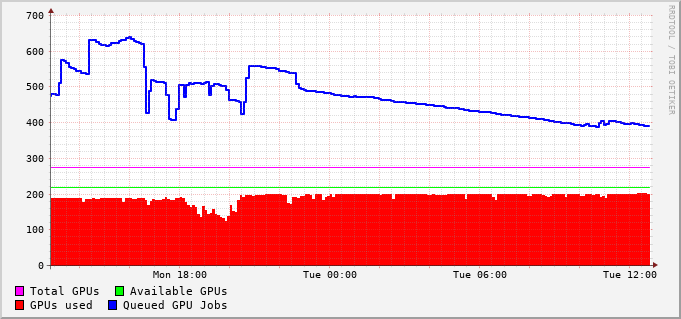 700
600
500
400
300
200
100
0
Mon 18:00 Tue 00:00 Tue 06:00 Tue 12:00
Total GPUs Available GPUs
GPUs used Queued GPU Jobs
RRDTOOL / TOBI OETIKER